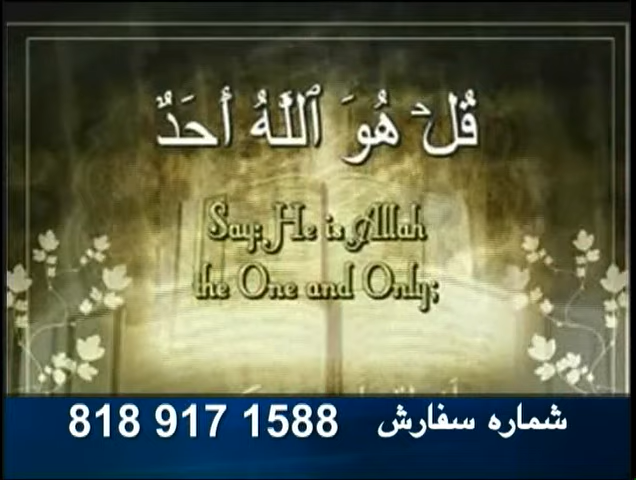 قُلۡ هُوَ ٱللَّهُ أَحَدٌ
Say: He is Allah
the One and Only;
818 917 1588 شماره سفارش